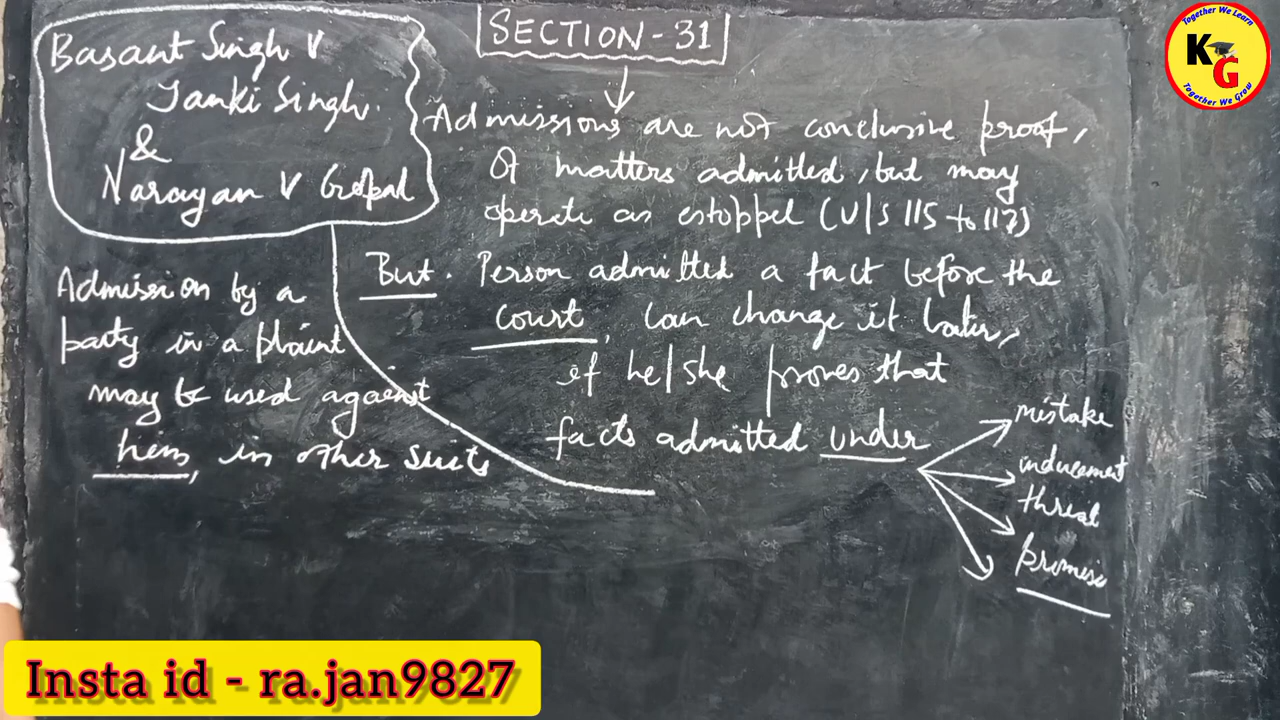 Basant Singh V
Janki Singh.
&
Narayan V Gopal
Admission by a
party in a plaint
may be used against
him, in other suits
SECTION-31
Admissions are not conclusive proof,
Of matters admitted, but may
operate as estoppel (U/S 115 to 117)
But. Person admitted a fact before the
court, can change it later,
if he/she proves that
facts admitted under
mistake
inducement
threat
promise
Together We Learn
KG
Together We Grow
Insta id - ra.jan9827